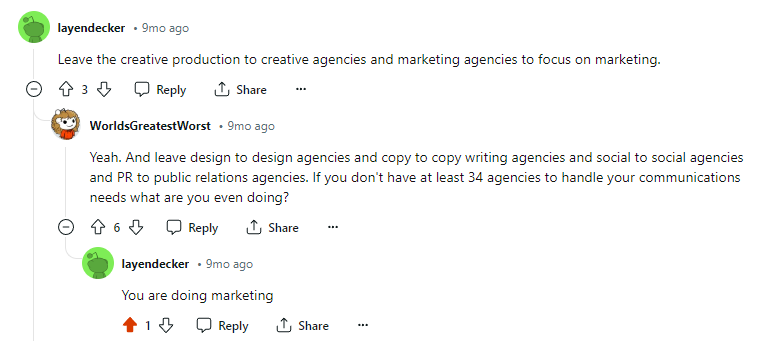 layendecker • 9mo ago
Leave the creative production to creative agencies and marketing agencies to focus on marketing.
3 Reply Share ···
WorldsGreatestWorst • 9mo ago
Yeah. And leave design to design agencies and copy to copy writing agencies and social to social agencies
and PR to public relations agencies. If you don't have at least 34 agencies to handle your communications
needs what are you even doing?
6 Reply Share ···
layendecker • 9mo ago
You are doing marketing
1 Reply Share ···